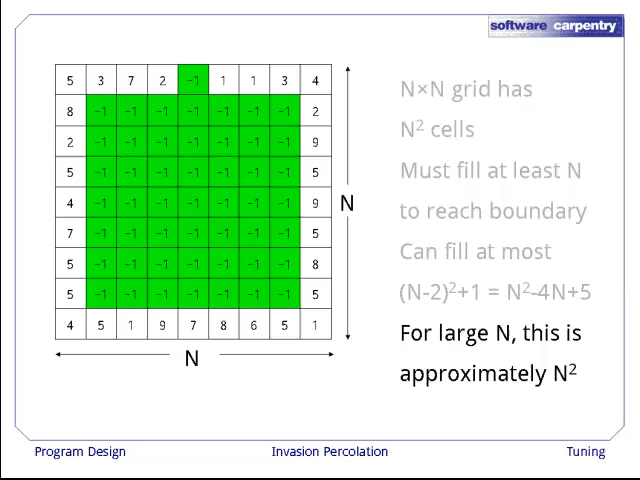 software carpentry
5 3 7 2 -1 1 1 3 4
8 -1 -1 -1 -1 -1 -1 -1 2
2 -1 -1 -1 -1 -1 -1 -1 9
5 -1 -1 -1 -1 -1 -1 -1 5
4 -1 -1 -1 -1 -1 -1 -1 9
7 -1 -1 -1 -1 -1 -1 -1 5
5 -1 -1 -1 -1 -1 -1 -1 8
5 -1 -1 -1 -1 -1 -1 -1 5
4 5 1 9 7 8 6 5 1
N
N
N×N grid has
N² cells
Must fill at least N
to reach boundary
Can fill at most
(N-2)²+1 = N²-4N+5
For large N, this is
approximately N²
Program Design
Invasion Percolation
Tuning